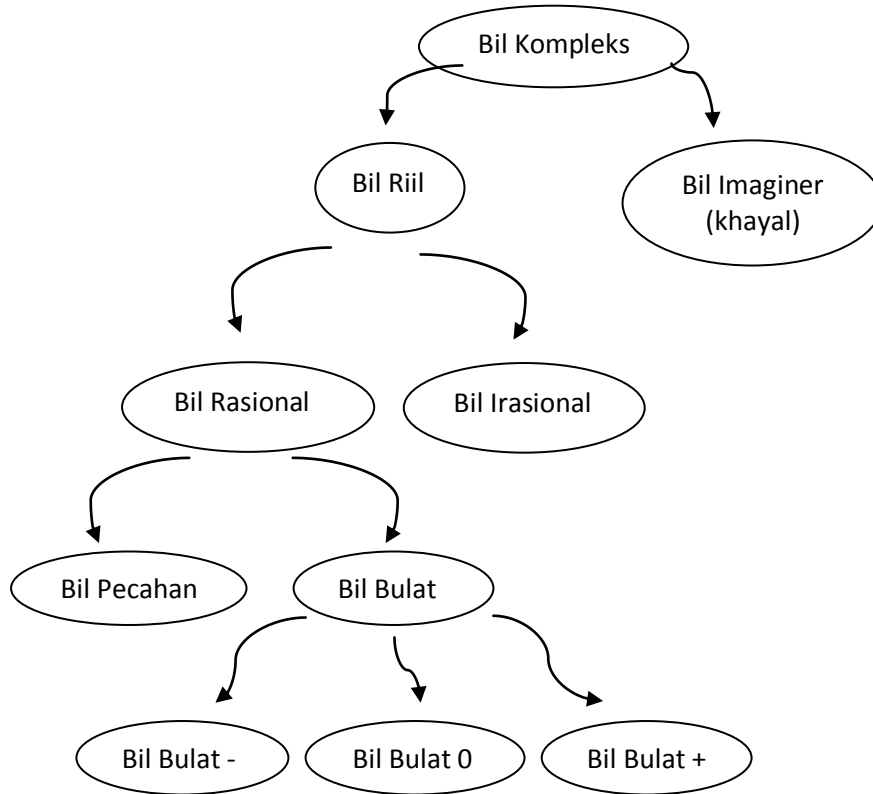 Bil Kompleks
Bil Riil
Bil Imaginer
(khayal)
Bil Rasional
Bil Irasional
Bil Pecahan
Bil Bulat
Bil Bulat -
Bil Bulat 0
Bil Bulat +